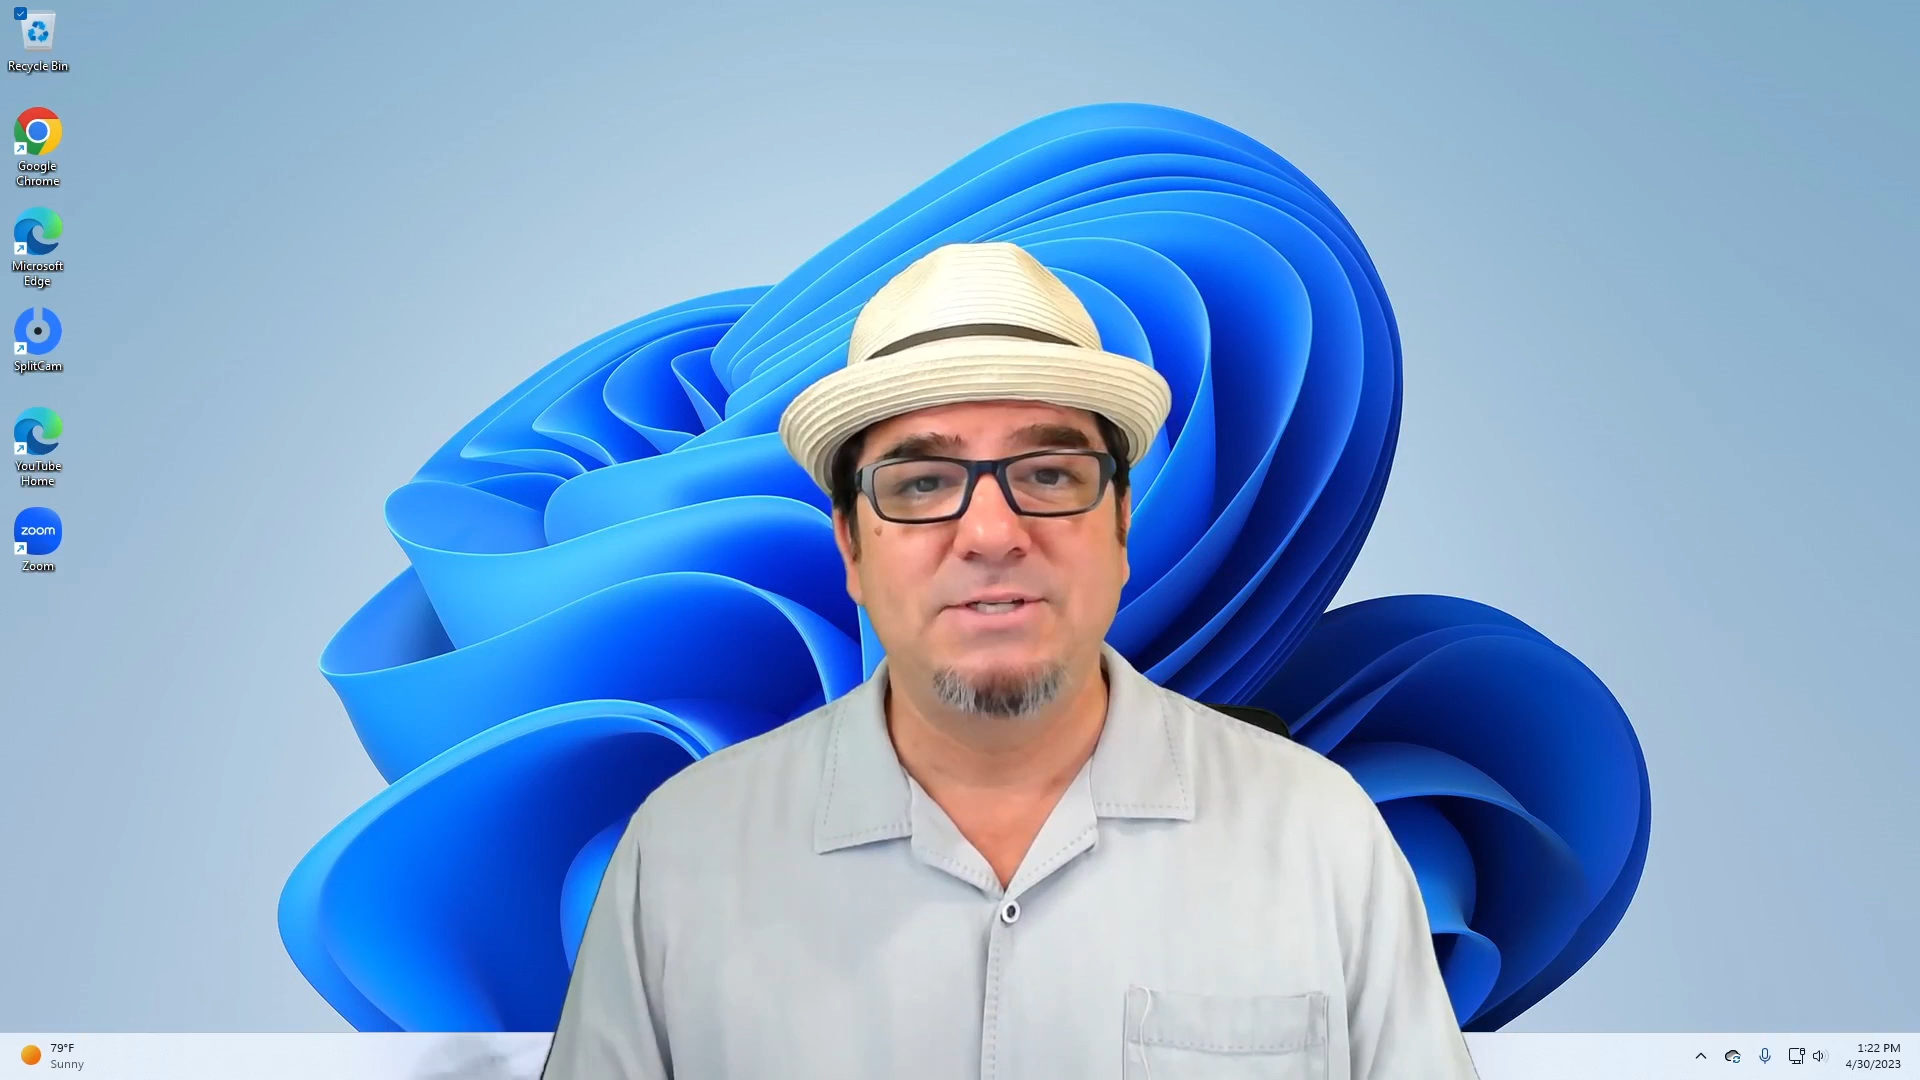 Recycle Bin
Google
Chrome
Microsoft
Edge
SplitCam
YouTube
Home
zoom
Zoom
79°F
Sunny
1:22 PM
4/30/2023